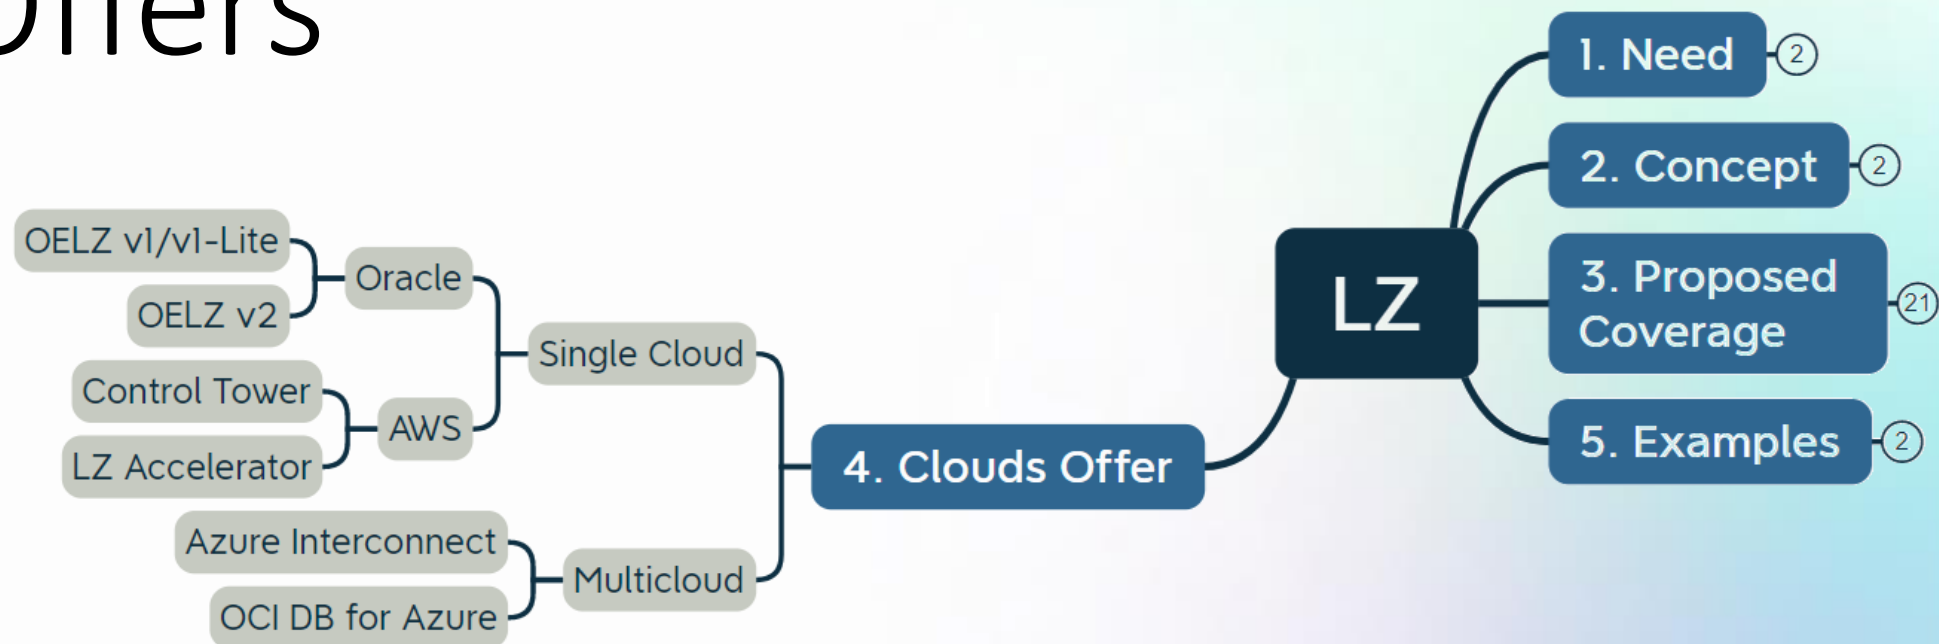 Offers
1. Need
2
2. Concept
2
LZ
3. Proposed
Coverage
21
5. Examples
2
4. Clouds Offer
Single Cloud
Oracle
OELZ v1/v1-Lite
OELZ v2
AWS
Control Tower
LZ Accelerator
Multicloud
Azure Interconnect
OCI DB for Azure